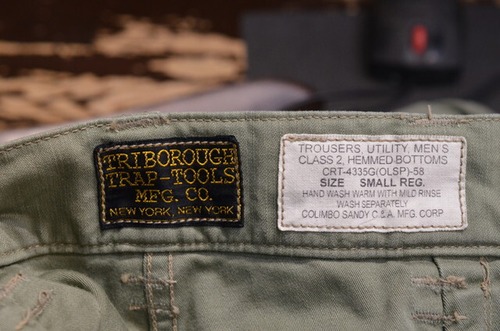 TRIBOROUGH
TRAP-TOOLS
MF'G. CO.
NEW YORK, NEW YORK
TROUSERS, UTILITY, MEN'S
CLASS 2, HEMMED-BOTTOMS
CRT-4335G(OLSP)-58
SIZE SMALL REG.
HAND WASH WARM WITH MILD RINSE
WASH SEPARATELY
COLIMBO SANDY C.&A. MFG. CORP